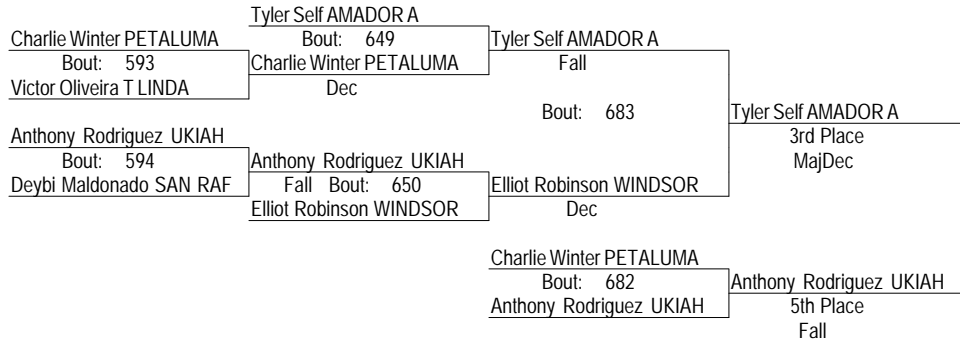 Tyler Self AMADOR A
Charlie Winter PETALUMA
Bout: 649
Tyler Self AMADOR A
Bout: 593
Charlie Winter PETALUMA
Fall
Victor Oliveira T LINDA
Dec
Bout: 683
Tyler Self AMADOR A
Anthony Rodriguez UKIAH
3rd Place
Bout: 594
Anthony Rodriguez UKIAH
MajDec
Deybi Maldonado SAN RAF
Fall Bout: 650
Elliot Robinson WINDSOR
Elliot Robinson WINDSOR
Dec
Charlie Winter PETALUMA
Bout: 682
Anthony Rodriguez UKIAH
Anthony Rodriguez UKIAH
5th Place
Fall